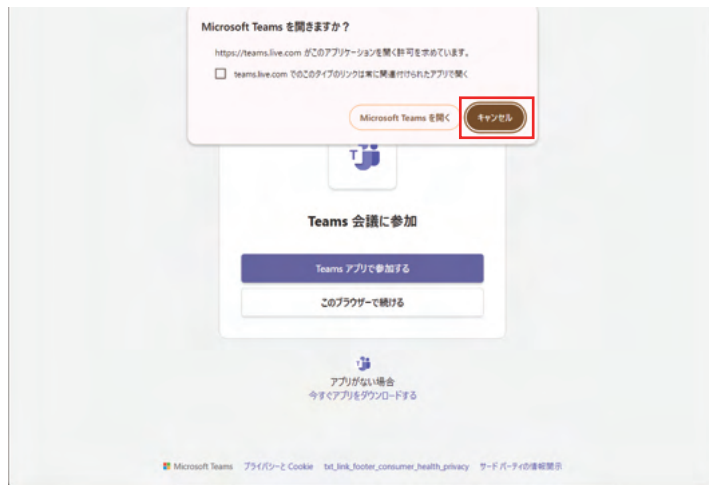 Microsoft Teams を開きますか？
https://teams.live.com がこのアプリケーションを開く許可を求めています。
teams.live.com でのこのタイプのリンクは常に関連付けられたアプリで開く
Microsoft Teams を開く
キャンセル
Teams 会議に参加
Teams アプリで参加する
このブラウザーで続ける
アプリがない場合
今すぐアプリをダウンロードする
Microsoft Teams プライバシーと Cookie txt_link_footer_consumer_health_privacy サード パーティの情報開示